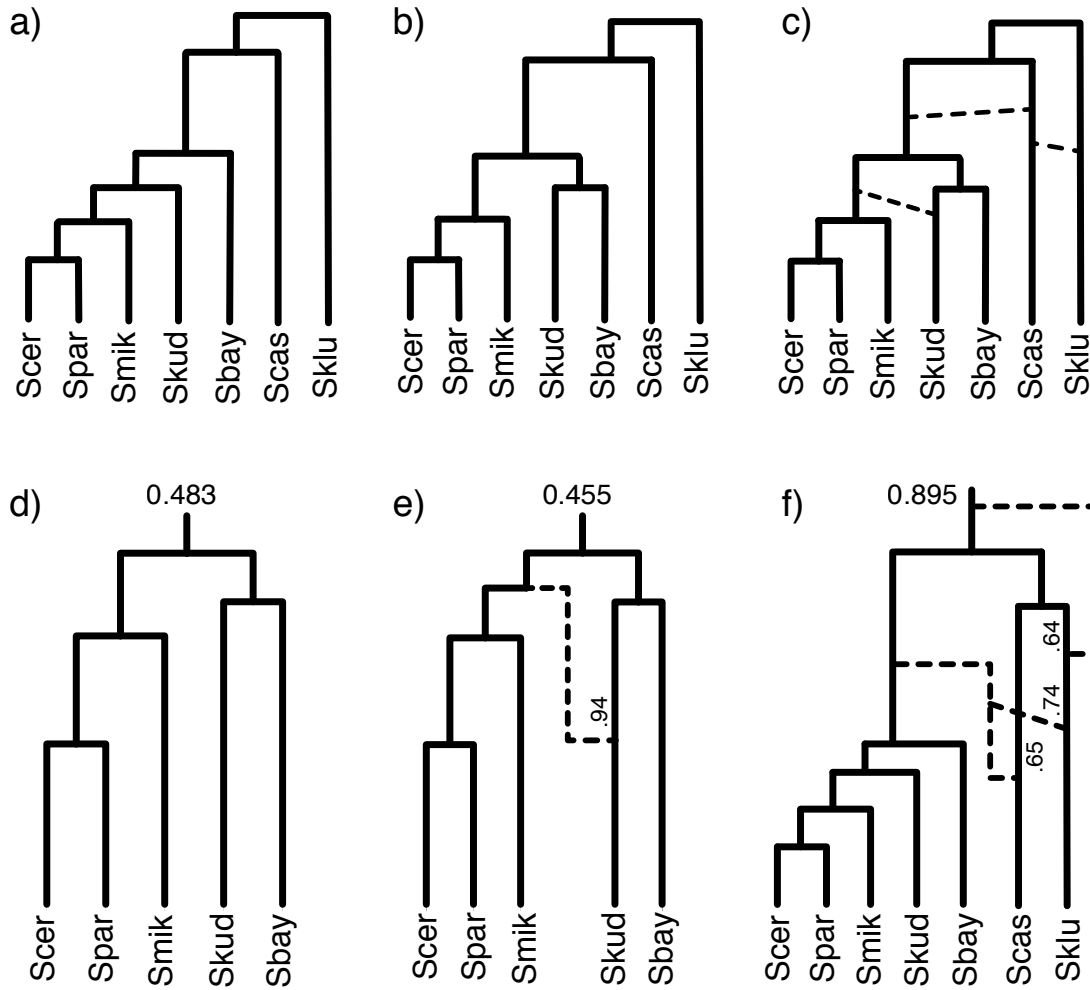 a)
b)
c)
Scer
Spar
Smik
Skud
Sbay
Scas
Sklu
Scer
Spar
Smik
Skud
Sbay
Scas
Sklu
Scer
Spar
Smik
Skud
Sbay
Scas
Sklu
d)
0.483
Scer
Spar
Smik
Skud
Sbay
e)
0.455
.94
Scer
Spar
Smik
Skud
Sbay
f)
0.895
.64
.74
.65
Scer
Spar
Smik
Skud
Sbay
Scas
Sklu